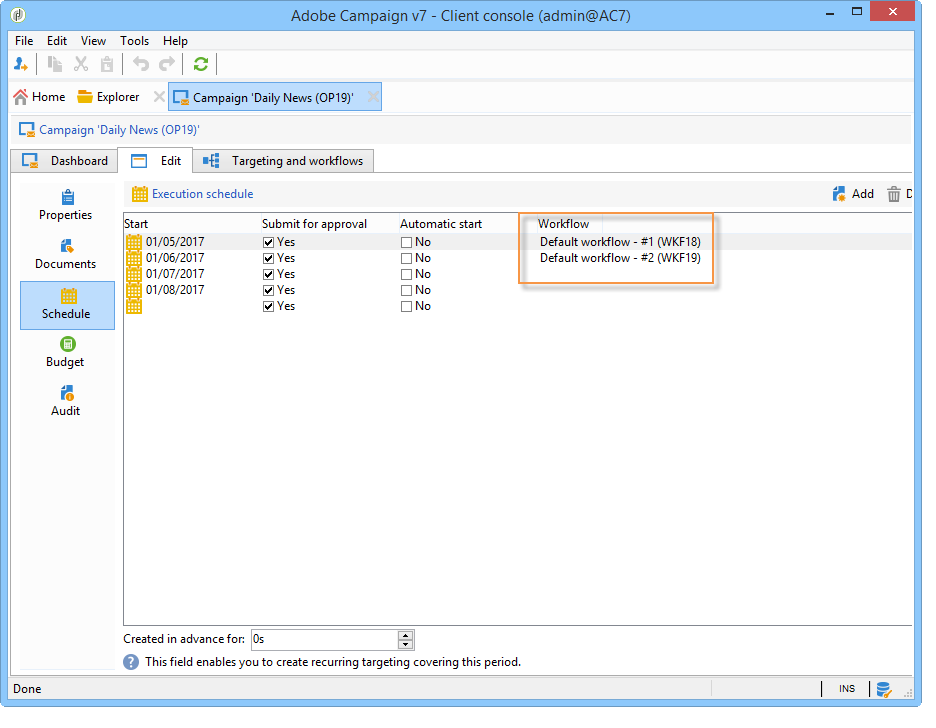 Adobe Campaign v7 - Client console (admin@AC7)
File Edit View Tools Help
Home Explorer Campaign 'Daily News (OP19)'
Campaign 'Daily News (OP19)'
Dashboard Edit Targeting and workflows
Properties
Documents
Schedule
Budget
Audit
Execution schedule Add D
Start Submit for approval Automatic start Workflow
01/05/2017 Yes No Default workflow - #1 (WKF18)
01/06/2017 Yes No Default workflow - #2 (WKF19)
01/07/2017 Yes No
01/08/2017 Yes No
Yes No
Created in advance for: 0s
? This field enables you to create recurring targeting covering this period.
Done INS